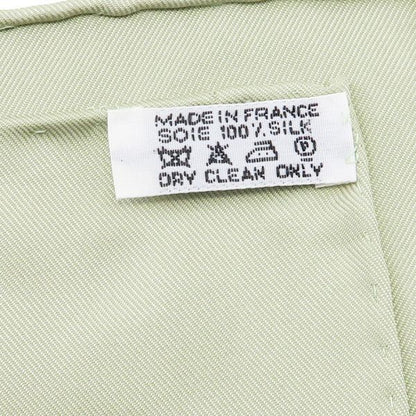 MADE IN FRANCE
SOIE 100% SILK
P
DRY CLEAN ONLY